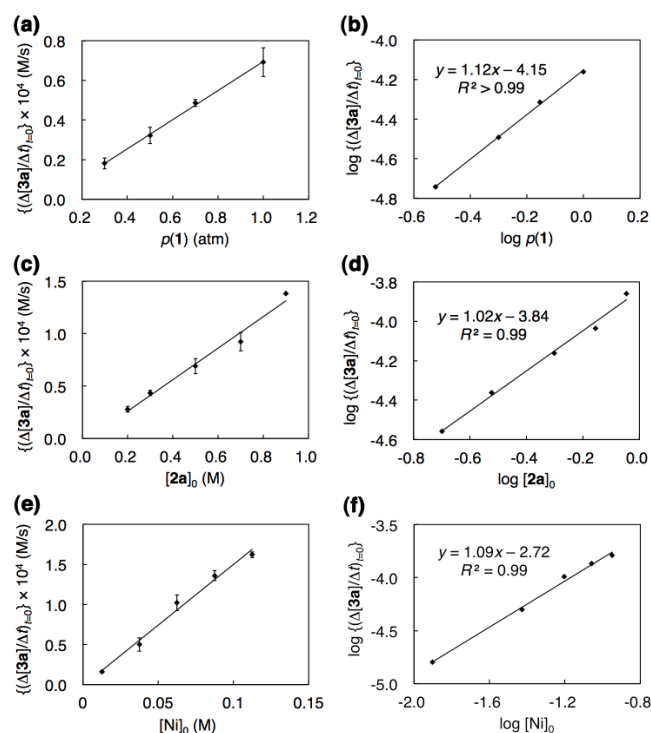 (a)
{(Δ[3a]/Δt)t=0} × 10⁴ (M/s)
0.8
0.6
0.4
0.2
0.0
0.2 0.4 0.6 0.8 1.0 1.2
p(1) (atm)
(b)
log {(Δ[3a]/Δt)t=0}
-4.0
-4.2
-4.4
-4.6
-4.8
y = 1.12x − 4.15
R² > 0.99
-0.6 -0.4 -0.2 0.0 0.2
log p(1)
(c)
{(Δ[3a]/Δt)t=0} × 10⁴ (M/s)
1.5
1.0
0.5
0.0
0.0 0.2 0.4 0.6 0.8 1.0
[2a]₀ (M)
(d)
log {(Δ[3a]/Δt)t=0}
-3.8
-4.0
-4.2
-4.4
-4.6
y = 1.02x − 3.84
R² = 0.99
-0.8 -0.6 -0.4 -0.2 0.0
log [2a]₀
(e)
{(Δ[3a]/Δt)t=0} × 10⁴ (M/s)
2.0
1.5
1.0
0.5
0.0
0 0.05 0.1 0.15
[Ni]₀ (M)
(f)
log {(Δ[3a]/Δt)t=0}
-3.5
-4.0
-4.5
-5.0
y = 1.09x − 2.72
R² = 0.99
-2.0 -1.6 -1.2 -0.8
log [Ni]₀